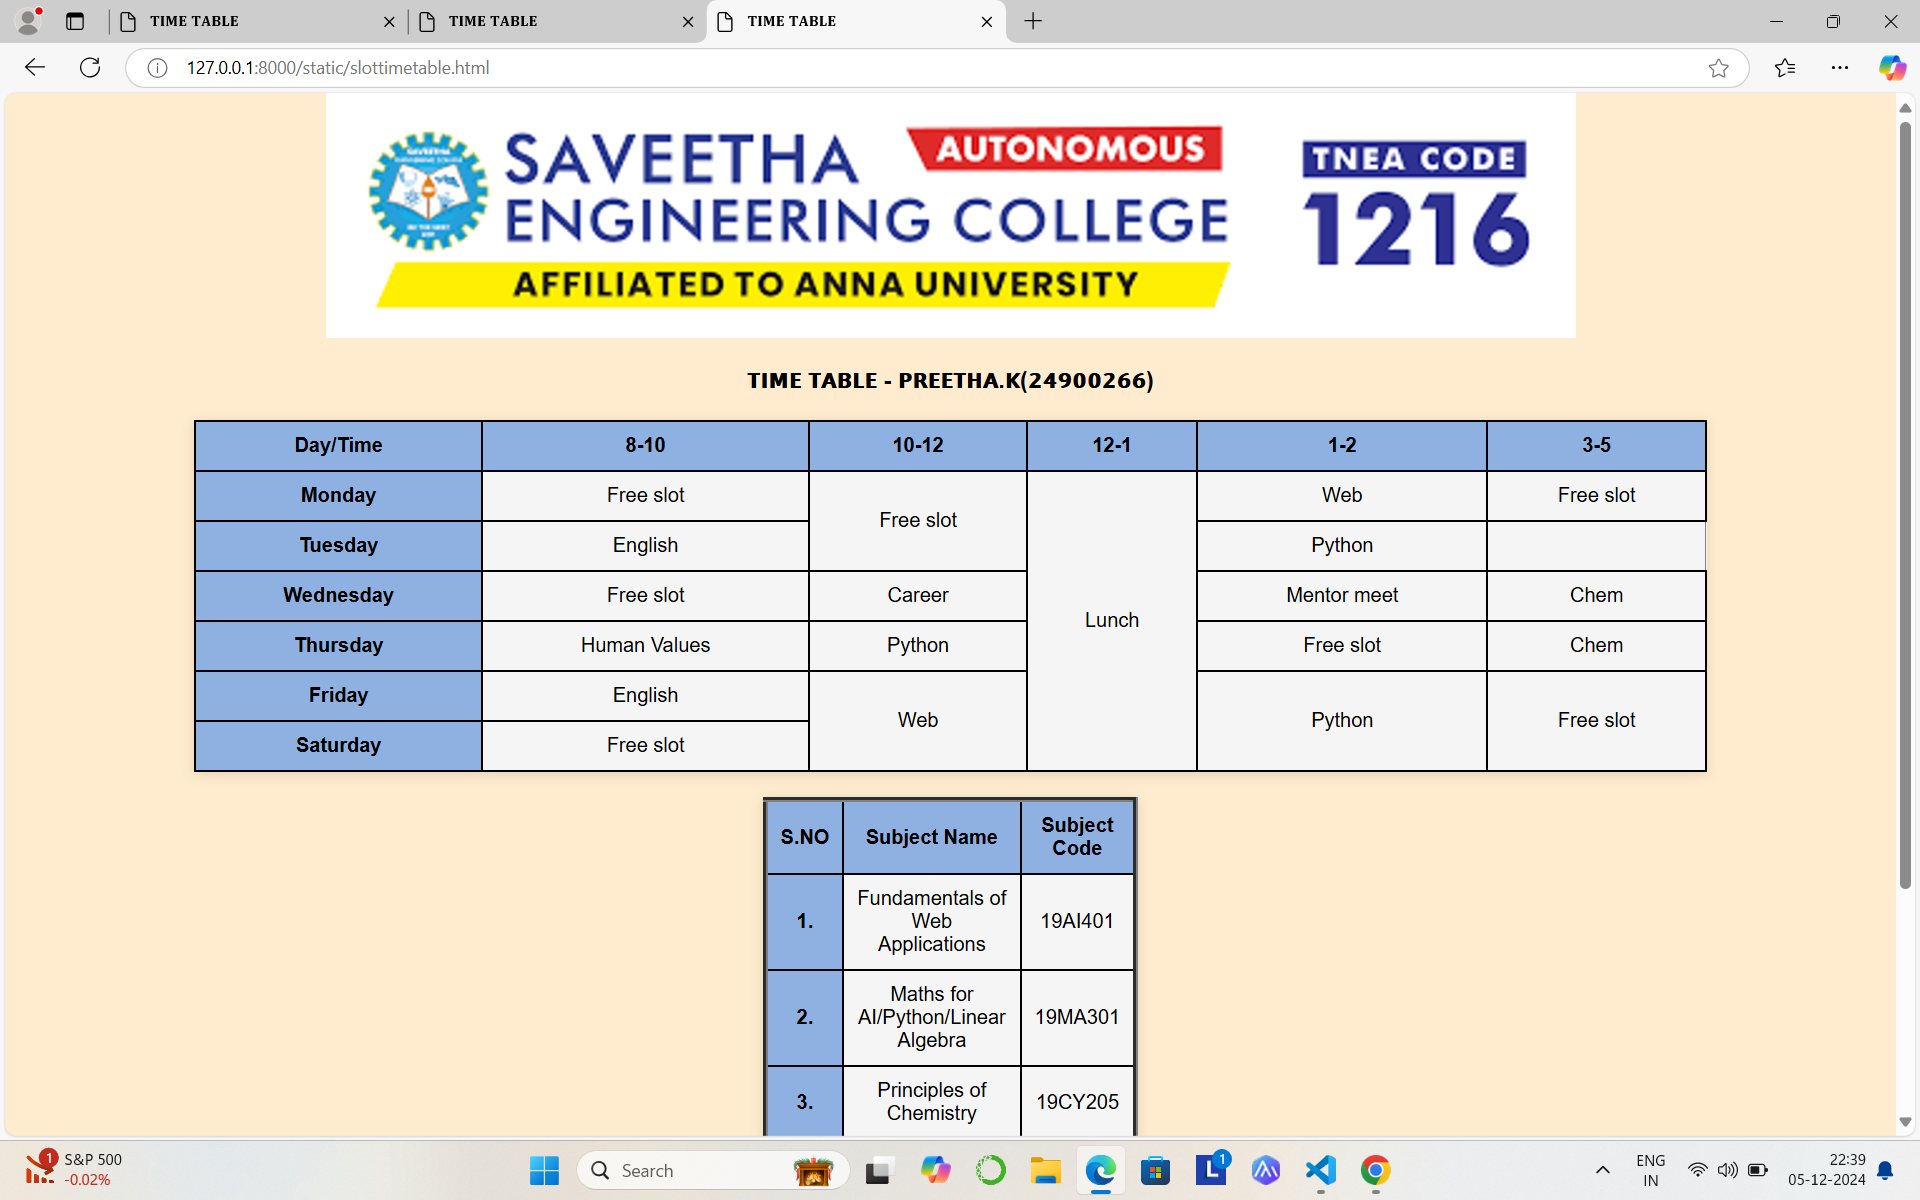 TIME TABLE
TIME TABLE
TIME TABLE
127.0.0.1:8000/static/slottimetable.html
SAVEETHA
AUTONOMOUS
ENGINEERING COLLEGE
AFFILIATED TO ANNA UNIVERSITY
TNEA CODE
1216
TIME TABLE - PREETHA.K(24900266)
Day/Time 8-10 10-12 12-1 1-2 3-5
Monday Free slot Free slot Lunch Web Free slot
Tuesday English Python
Wednesday Free slot Career Mentor meet Chem
Thursday Human Values Python Free slot Chem
Friday English Web Python Free slot
Saturday Free slot
S.NO Subject Name Subject
Code
1. Fundamentals of
Web
Applications 19AI401
2. Maths for
AI/Python/Linear
Algebra 19MA301
3. Principles of
Chemistry 19CY205
1
S&P 500
-0.02%
Search
L
1
ENG
IN
22:39
05-12-2024